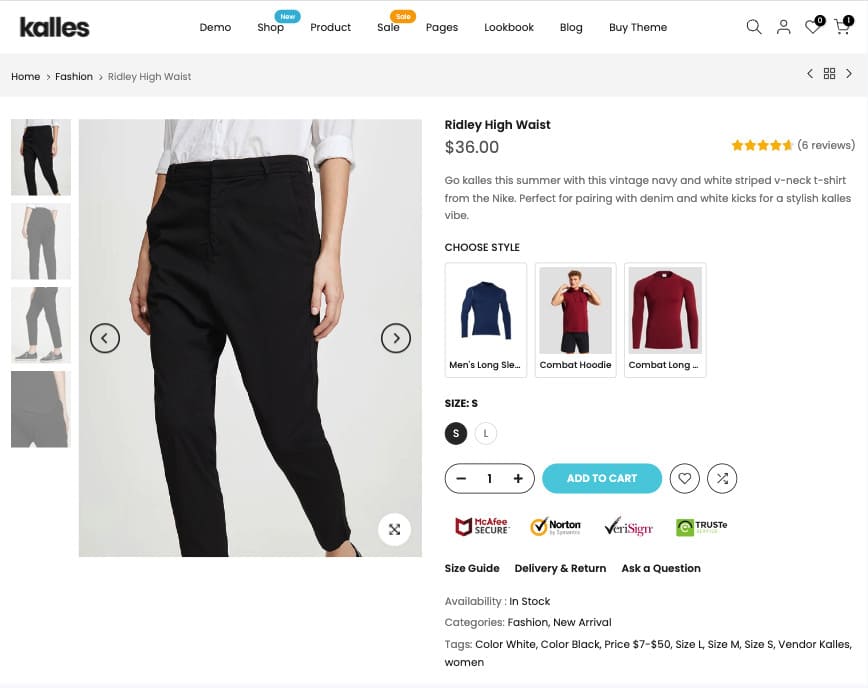 kalles
Demo
Shop
New
Product
Sale
Sale
Pages
Lookbook
Blog
Buy Theme
0
1
Home > Fashion > Ridley High Waist
Ridley High Waist
$36.00
(6 reviews)
Go kalles this summer with this vintage navy and white striped v-neck t-shirt
from the Nike. Perfect for pairing with denim and white kicks for a stylish kalles
vibe.
CHOOSE STYLE
Men's Long Sle...
Combat Hoodie
Combat Long ...
SIZE: S
S
L
− 1 +
ADD TO CART
McAfee
SECURE
Norton
by Symantec
VeriSign
TRUSTe
Size Guide
Delivery & Return
Ask a Question
Availability : In Stock
Categories: Fashion, New Arrival
Tags: Color White, Color Black, Price $7-$50, Size L, Size M, Size S, Vendor Kalles,
women